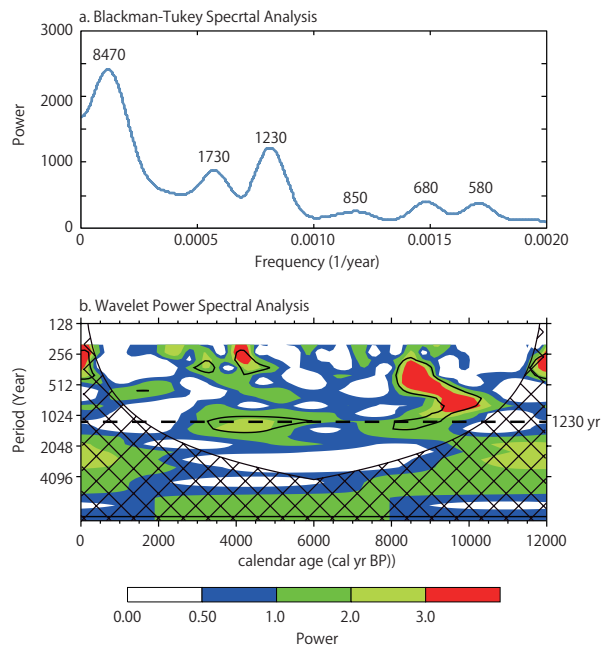 a. Blackman-Tukey Specrtal Analysis
3000
2000
1000
0
Power
8470
1730
1230
850
680
580
0 0.0005 0.0010 0.0015 0.0020
Frequency (1/year)
b. Wavelet Power Spectral Analysis
128
256
512
1024
2048
4096
Period (Year)
1230 yr
0 2000 4000 6000 8000 10000 12000
calendar age (cal yr BP))
0.00 0.50 1.0 2.0 3.0
Power